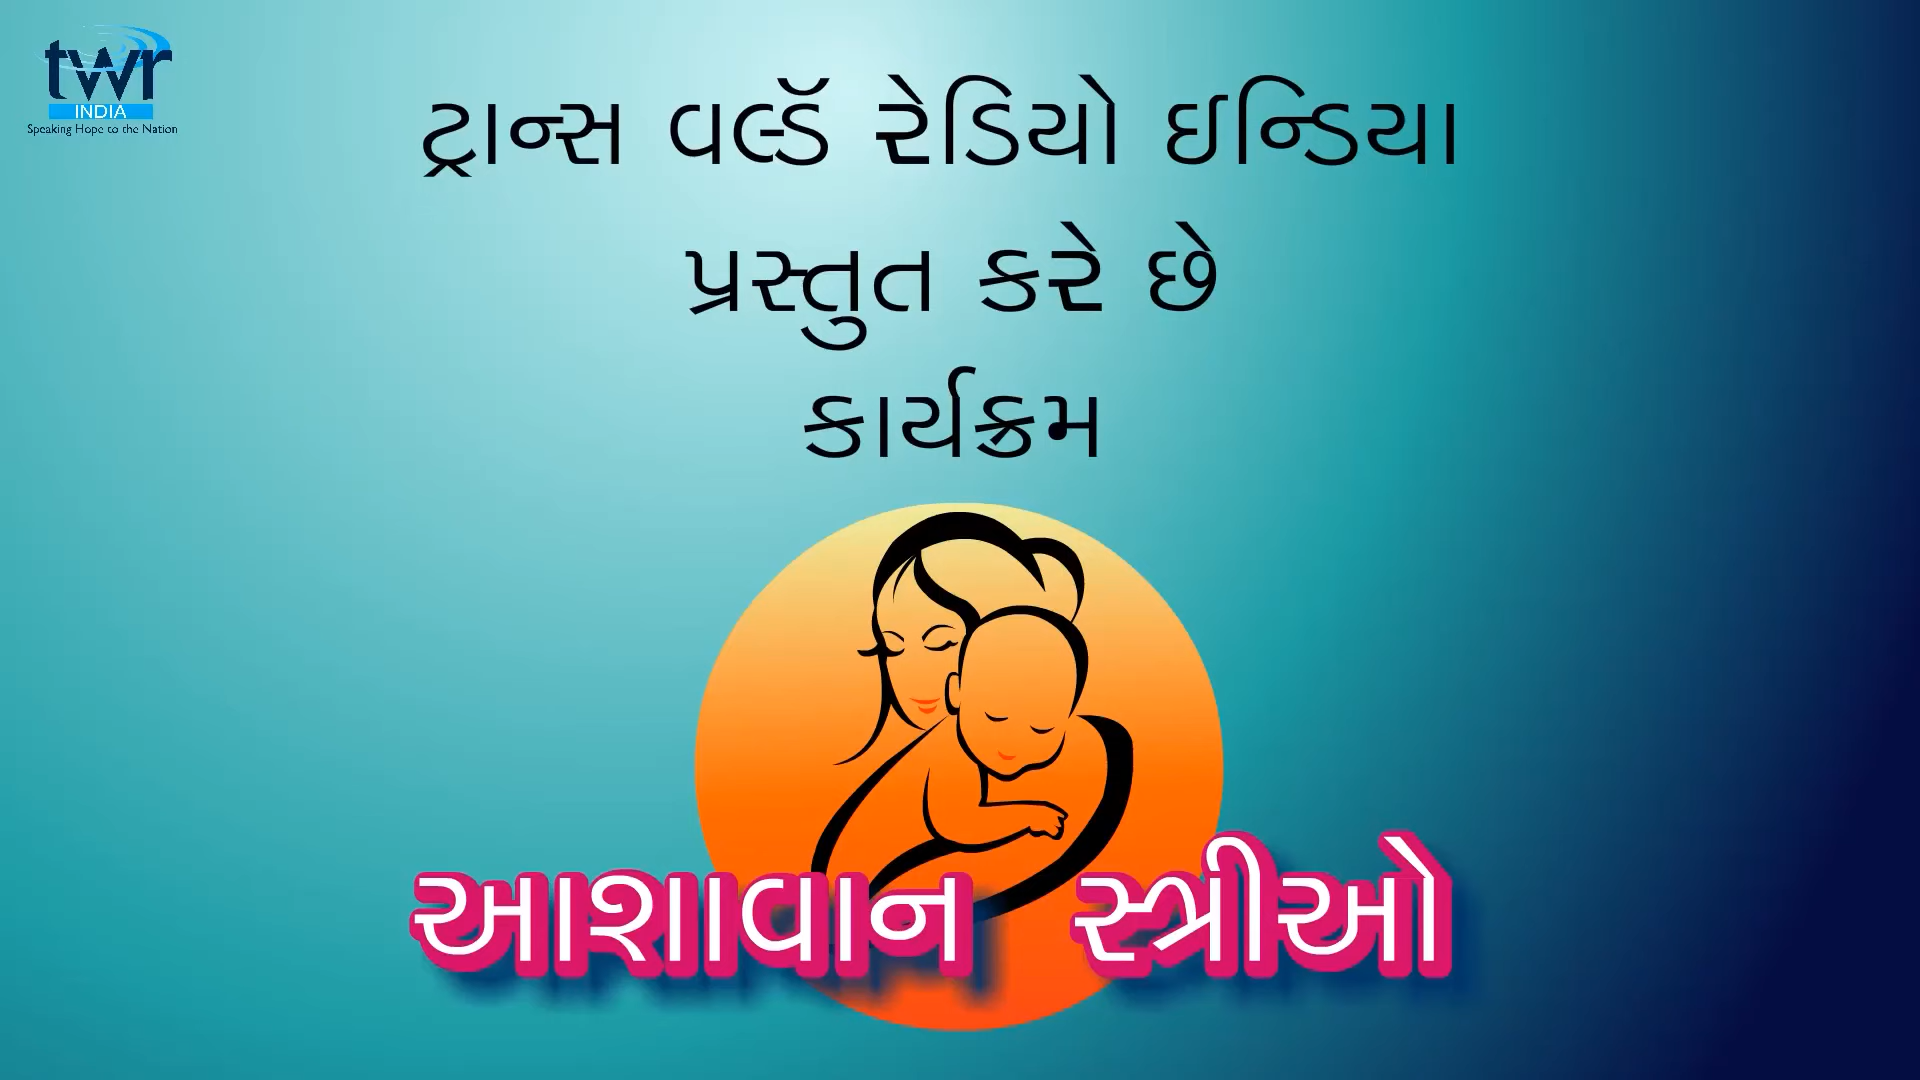 twr
INDIA
Speaking Hope to the Nation
ટ્રાન્સ વર્લ્ડૅ રેડિયો ઇન્ડિયા
પ્રસ્તુત કરે છે
કાર્યક્રમ
આશાવાન સ્ત્રીઓ